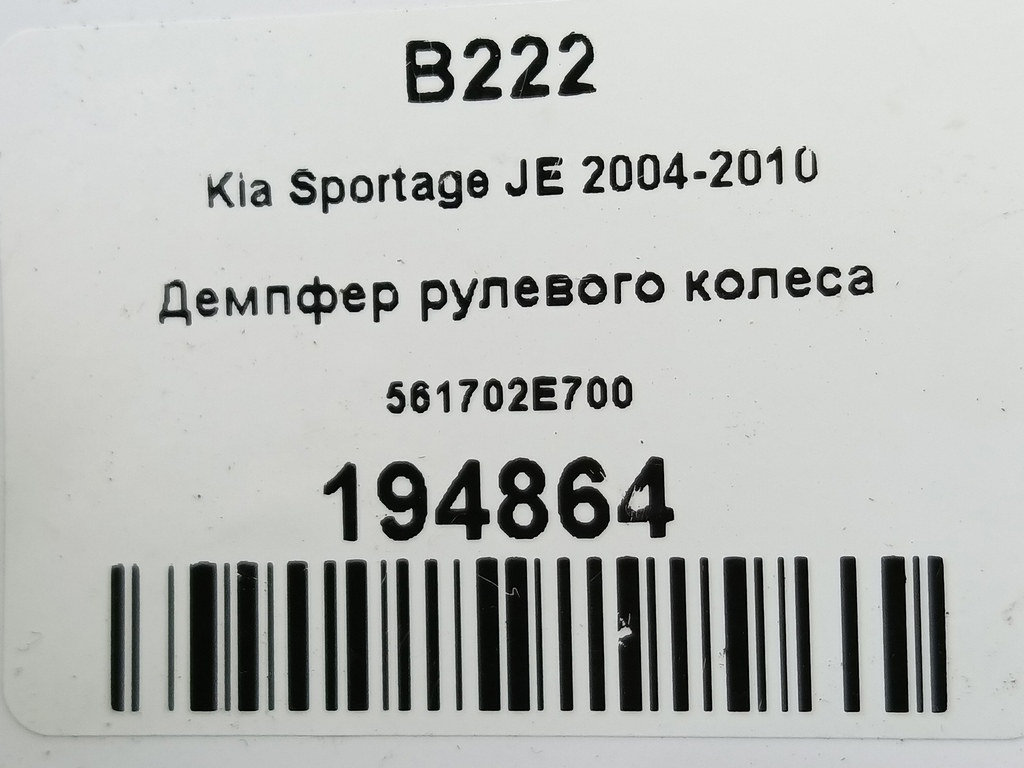 B222
Kia Sportage JE 2004-2010
Демпфер рулевого колеса
561702E700
194864